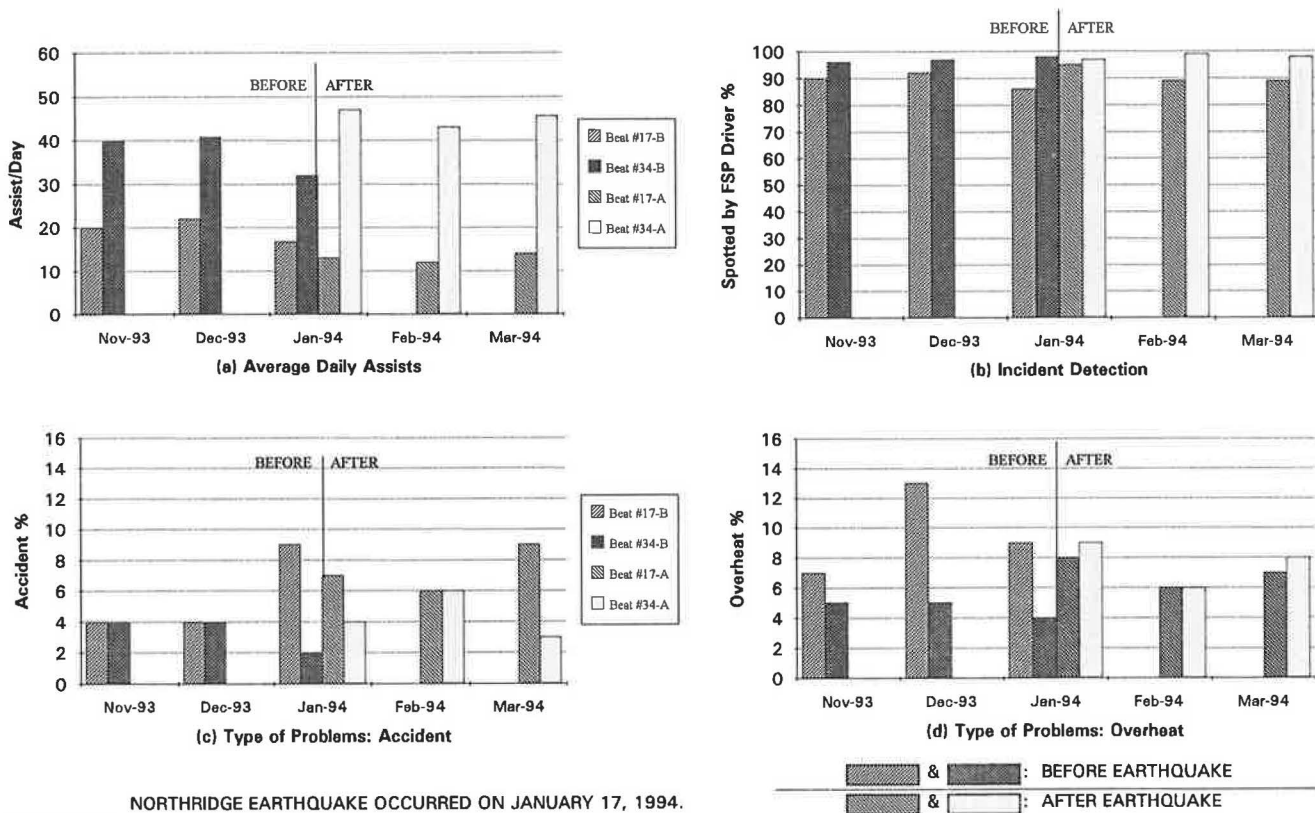 BEFORE AFTER
60
50
40
30
20
10
0
Assist/Day
Nov-93 Dec-93 Jan-94 Feb-94 Mar-94
(a) Average Daily Assists
Beat #17-B
Beat #34-B
Beat #17-A
Beat #34-A
BEFORE AFTER
100
90
80
70
60
50
40
30
20
10
0
Spotted by FSP Driver %
Nov-93 Dec-93 Jan-94 Feb-94 Mar-94
(b) Incident Detection
BEFORE AFTER
16
14
12
10
8
6
4
2
0
Accident %
Nov-93 Dec-93 Jan-94 Feb-94 Mar-94
(c) Type of Problems: Accident
Beat #17-B
Beat #34-B
Beat #17-A
Beat #34-A
BEFORE AFTER
16
14
12
10
8
6
4
2
0
Overheat %
Nov-93 Dec-93 Jan-94 Feb-94 Mar-94
(d) Type of Problems: Overheat
& : BEFORE EARTHQUAKE
& : AFTER EARTHQUAKE
NORTHRIDGE EARTHQUAKE OCCURRED ON JANUARY 17, 1994.